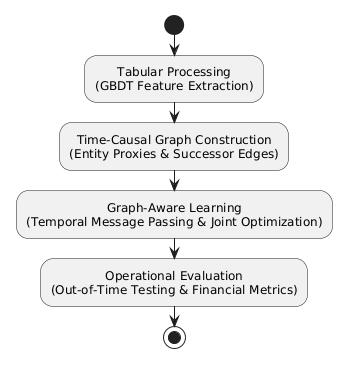 Tabular Processing
(GBDT Feature Extraction)
Time-Causal Graph Construction
(Entity Proxies & Successor Edges)
Graph-Aware Learning
(Temporal Message Passing & Joint Optimization)
Operational Evaluation
(Out-of-Time Testing & Financial Metrics)